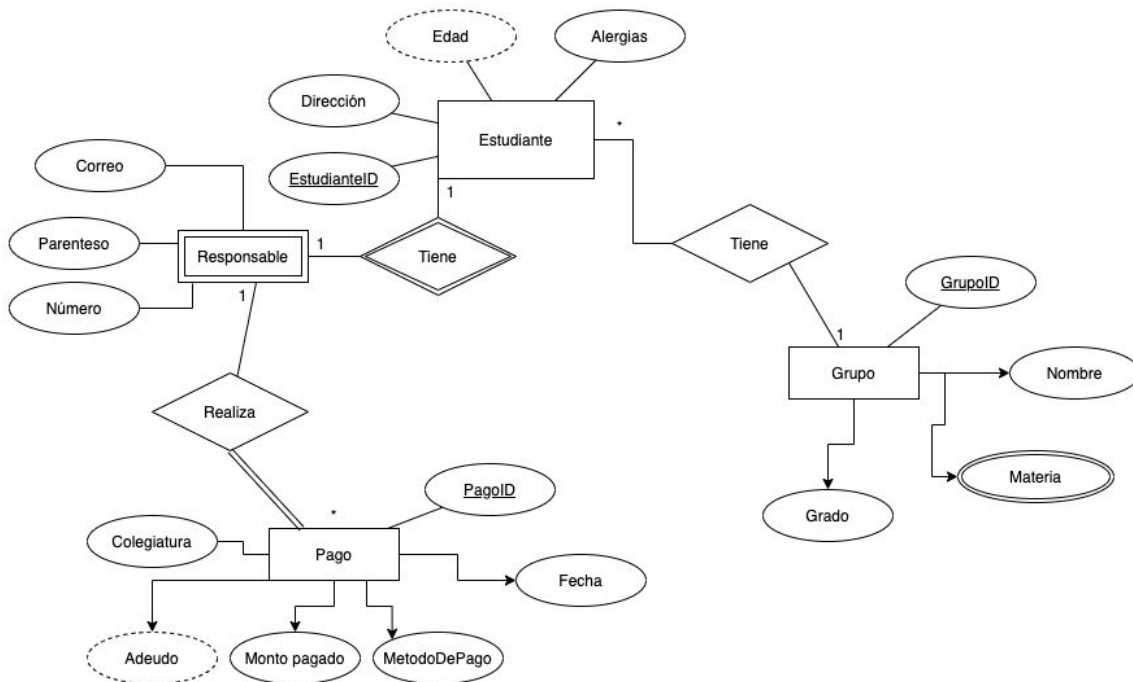 Edad
Alergias
Dirección
Estudiante
*
EstudianteID
1
Correo
Parenteso
Responsable
1
Tiene
Tiene
Número
1
GrupoID
1
Grupo
Nombre
Realiza
Materia
PagoID
Grado
*
Colegiatura
Pago
Fecha
Adeudo
Monto pagado
MetodoDePago